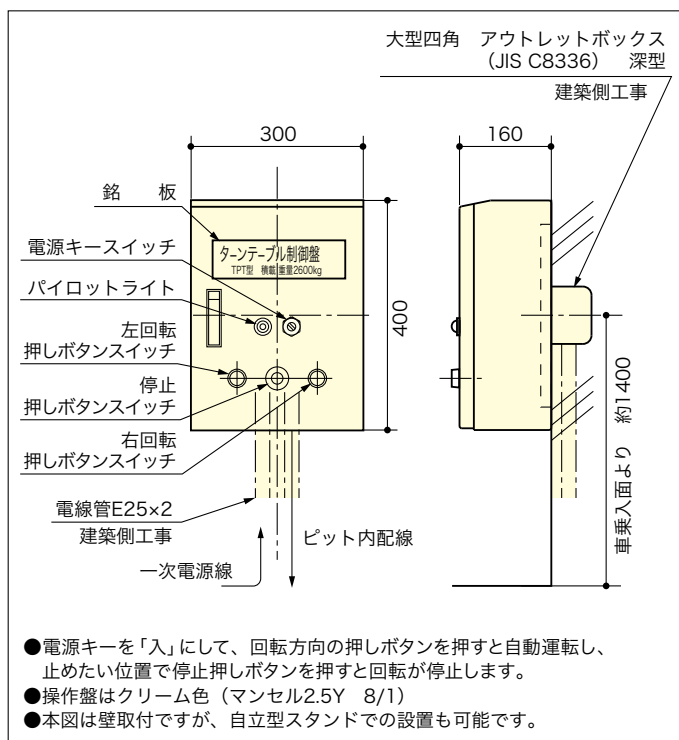 大型四角　アウトレットボックス
（JIS C8336）　深型
建築側工事
300
160
銘　板
電源キースイッチ
ターンテーブル制御盤
TPT型　積載重量2600kg
パイロットライト
左回転
押しボタンスイッチ
400
停止
押しボタンスイッチ
右回転
押しボタンスイッチ
車乗入面より　約1400
電線管E25×2
建築側工事
ピット内配線
一次電源線
●電源キーを「入」にして、回転方向の押しボタンを押すと自動運転し、
止めたい位置で停止押しボタンを押すと回転が停止します。
●操作盤はクリーム色（マンセル2.5Y　8/1）
●本図は壁取付ですが、自立型スタンドでの設置も可能です。